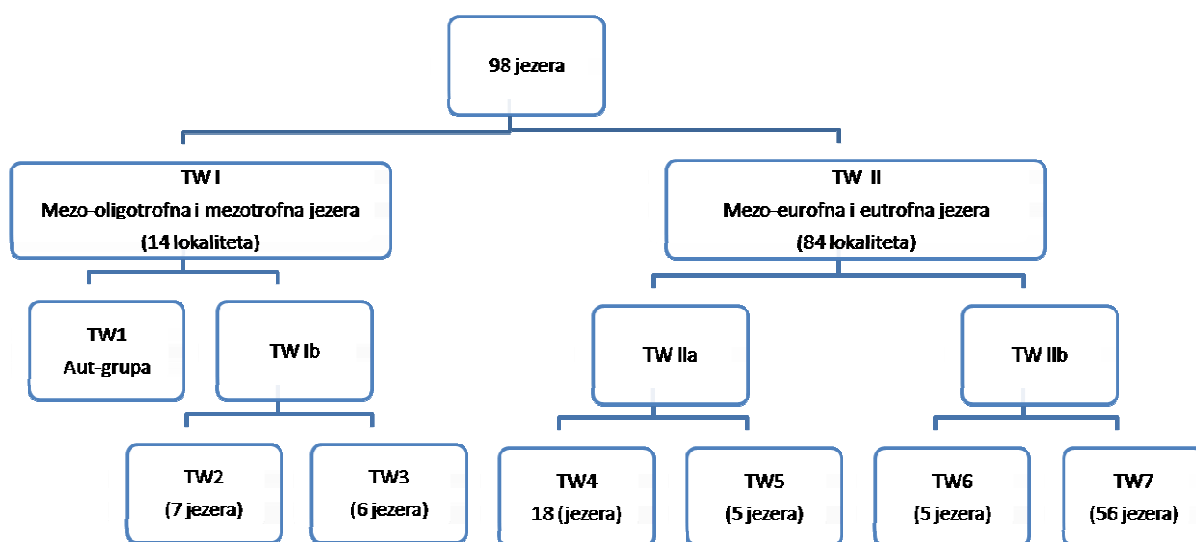 98 jezera
TW I
Mezo-oligotrofna i mezotrofna jezera
(14 lokaliteta)
TW II
Mezo-eurofna i eutrofna jezera
(84 lokaliteta)
TW1
Aut-grupa
TW Ib
TW IIa
TW IIb
TW2
(7 jezera)
TW3
(6 jezera)
TW4
18 (jezera)
TW5
(5 jezera)
TW6
(5 jezera)
TW7
(56 jezera)